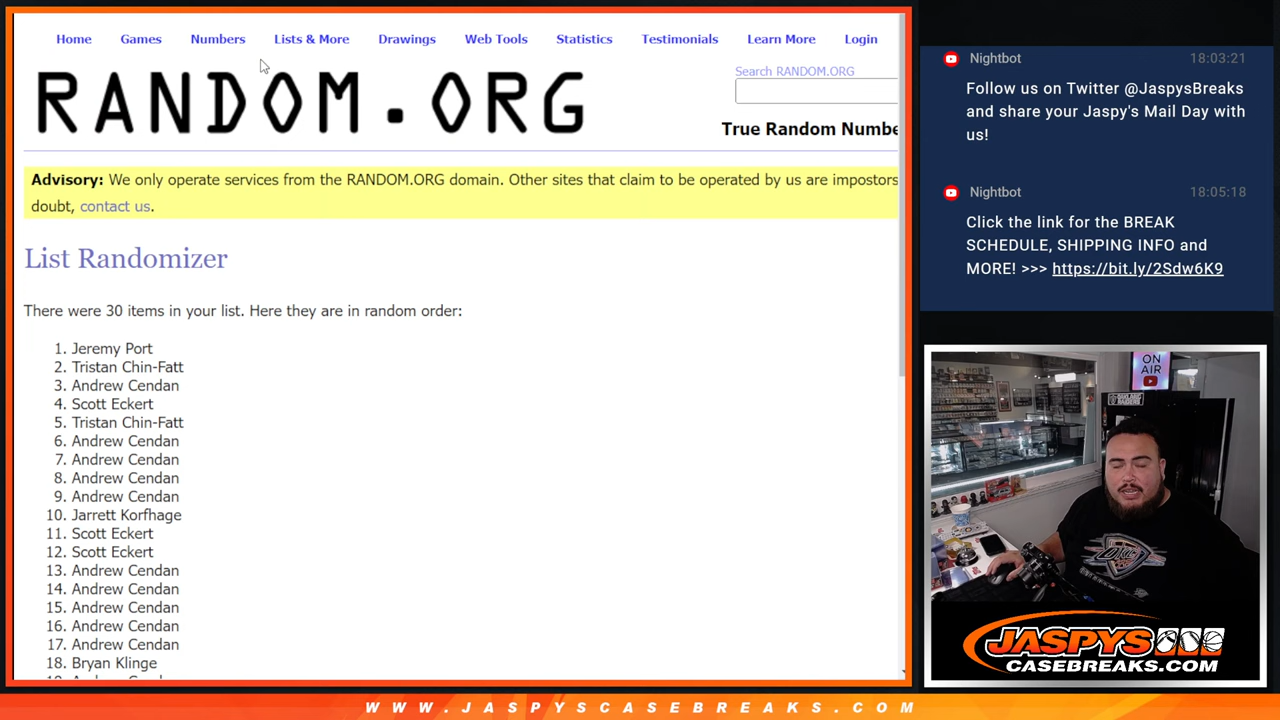 Home Games Numbers Lists & More Drawings Web Tools Statistics Testimonials Learn More Login
RANDOM.ORG
Search RANDOM.ORG
True Random Numbe
Advisory: We only operate services from the RANDOM.ORG domain. Other sites that claim to be operated by us are impostors
doubt, contact us.
List Randomizer
There were 30 items in your list. Here they are in random order:
1. Jeremy Port
2. Tristan Chin-Fatt
3. Andrew Cendan
4. Scott Eckert
5. Tristan Chin-Fatt
6. Andrew Cendan
7. Andrew Cendan
8. Andrew Cendan
9. Andrew Cendan
10. Jarrett Korfhage
11. Scott Eckert
12. Scott Eckert
13. Andrew Cendan
14. Andrew Cendan
15. Andrew Cendan
16. Andrew Cendan
17. Andrew Cendan
18. Bryan Klinge
Nightbot 18:03:21
Follow us on Twitter @JaspysBreaks
and share your Jaspy's Mail Day with
us!
Nightbot 18:05:18
Click the link for the BREAK
SCHEDULE, SHIPPING INFO and
MORE! >>> https://bit.ly/2Sdw6K9
ON
AIR
JASPYS
CASEBREAKS.COM
WWW.JASPYSCASEBREAKS.COM